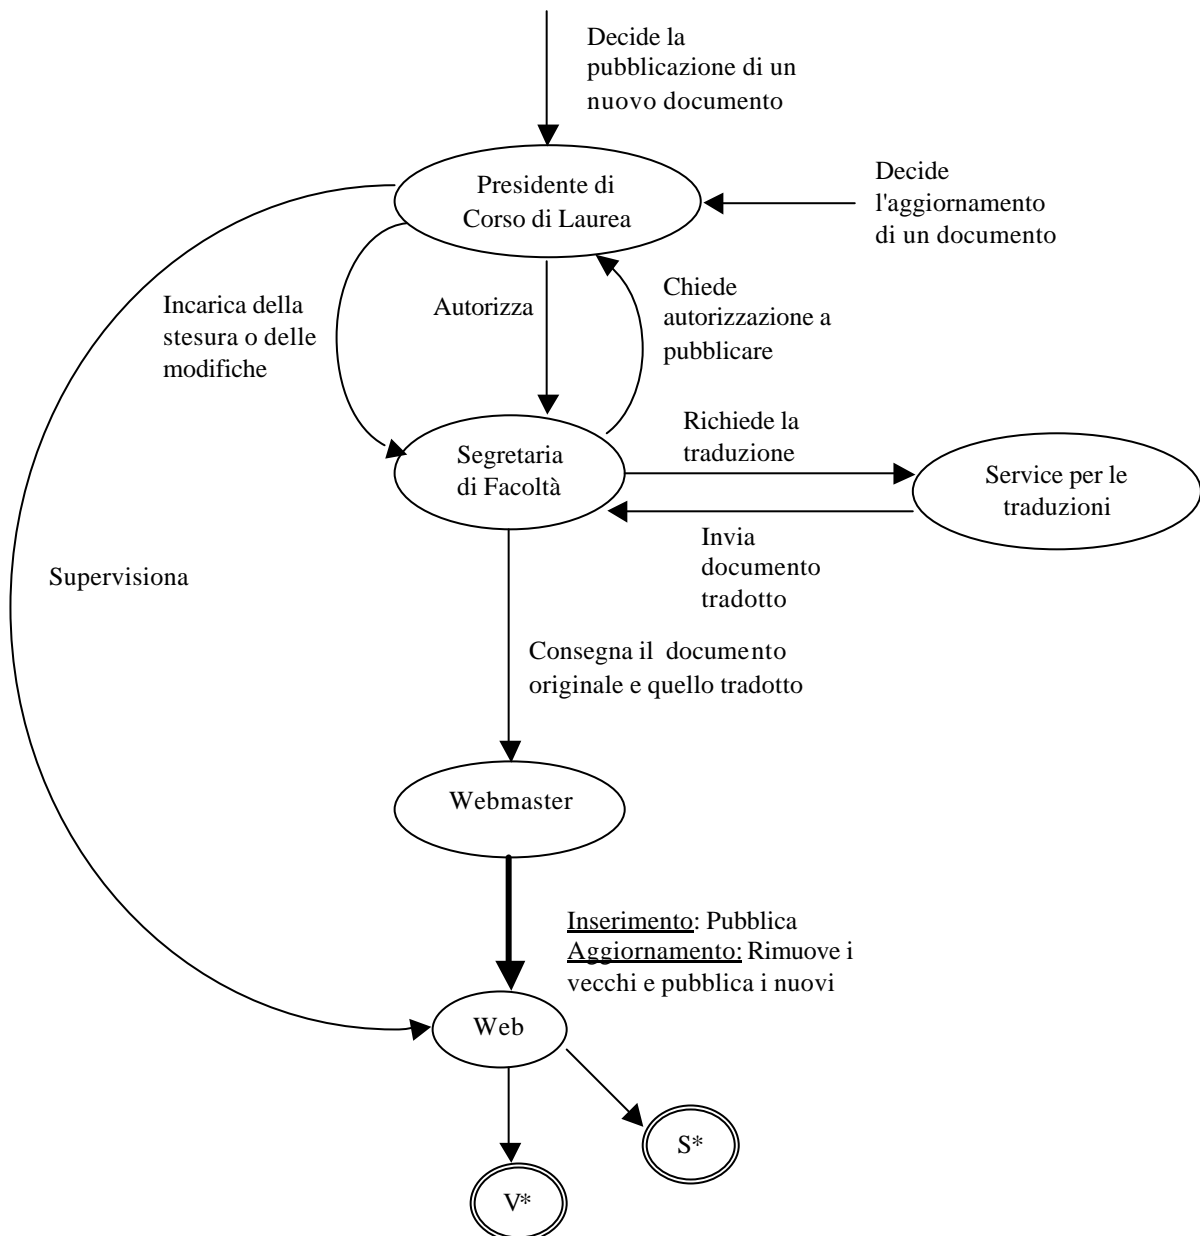 Decide la
pubblicazione di un
nuovo documento
Presidente di
Corso di Laurea
Decide
l'aggiornamento
di un documento
Incarica della
stesura o delle
modifiche
Autorizza
Chiede
autorizzazione a
pubblicare
Segretaria
di Facoltà
Richiede la
traduzione
Service per le
traduzioni
Invia
documento
tradotto
Supervisiona
Consegna il documento
originale e quello tradotto
Webmaster
Inserimento: Pubblica
Aggiornamento: Rimuove i
vecchi e pubblica i nuovi
Web
S*
V*